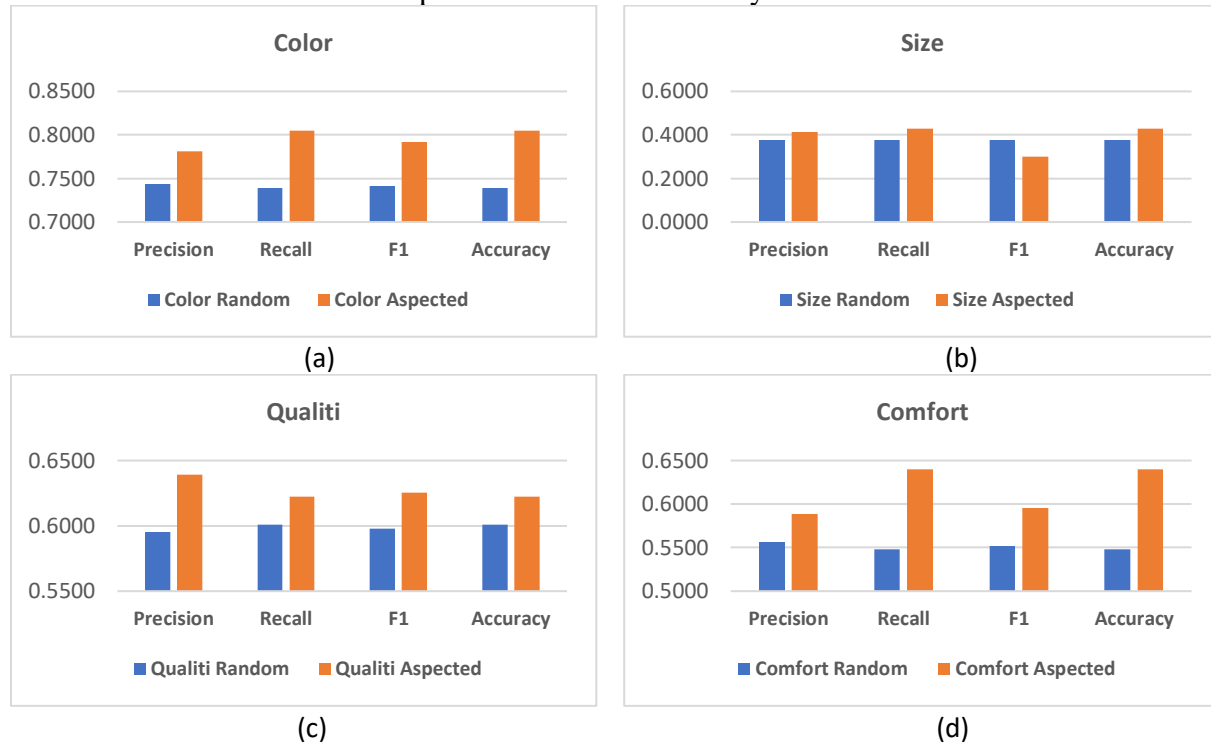 Color
0.8500
0.8000
0.7500
0.7000
Precision Recall F1 Accuracy
Color Random Color Aspected
(a)
Size
0.6000
0.4000
0.2000
0.0000
Precision Recall F1 Accuracy
Size Random Size Aspected
(b)
Qualiti
0.6500
0.6000
0.5500
Precision Recall F1 Accuracy
Qualiti Random Qualiti Aspected
(c)
Comfort
0.6500
0.6000
0.5500
0.5000
Precision Recall F1 Accuracy
Comfort Random Comfort Aspected
(d)